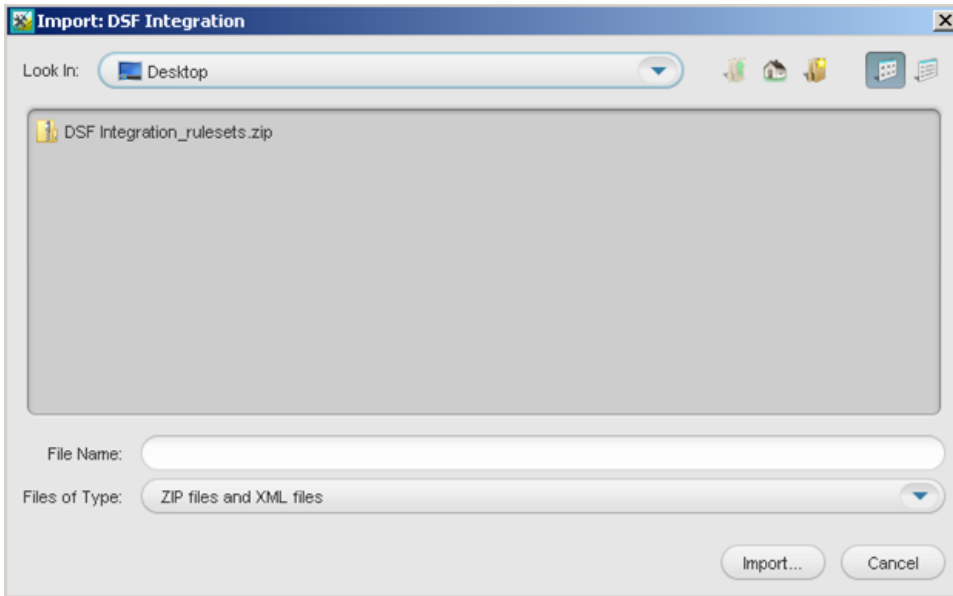 Import: DSF Integration
Look In: Desktop
DSF Integration_rulesets.zip
File Name:
Files of Type: ZIP files and XML files
Import... Cancel